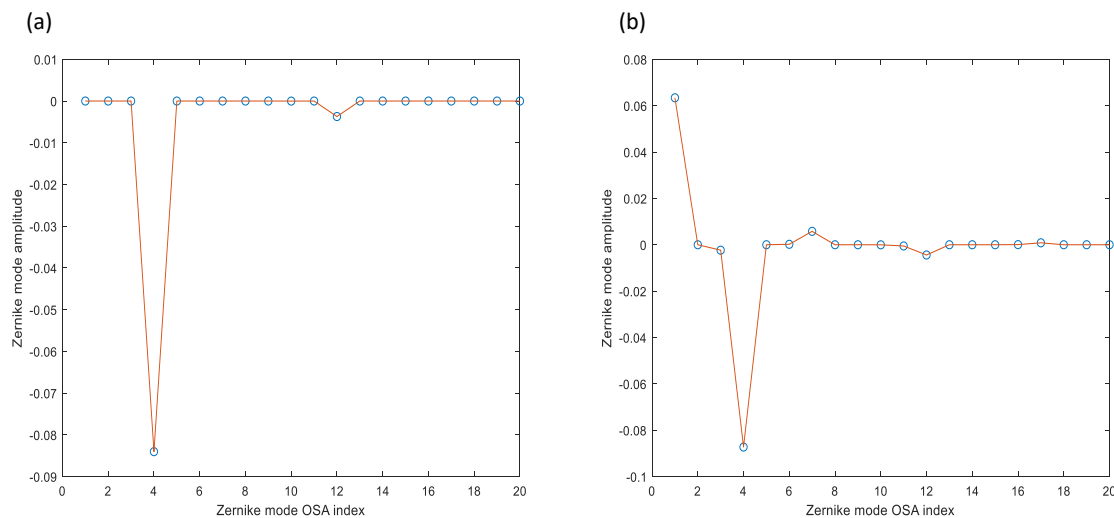 (a)
0.01
0
-0.01
-0.02
-0.03
-0.04
-0.05
-0.06
-0.07
-0.08
-0.09
Zernike mode amplitude
0 2 4 6 8 10 12 14 16 18 20
Zernike mode OSA index
(b)
0.08
0.06
0.04
0.02
0
-0.02
-0.04
-0.06
-0.08
-0.1
Zernike mode amplitude
0 2 4 6 8 10 12 14 16 18 20
Zernike mode OSA index